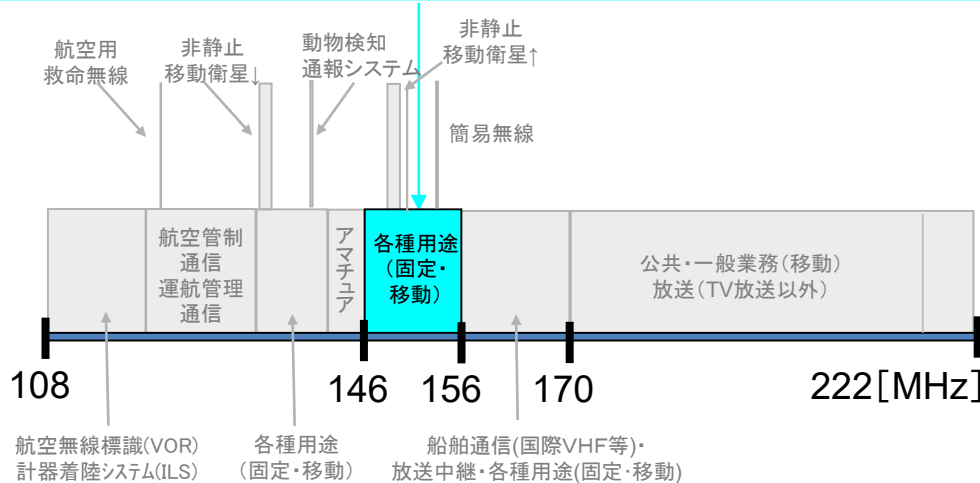 航空用
救命無線
非静止
移動衛星↓
動物検知
通報システム
非静止
移動衛星↑
簡易無線
航空管制
通信
運航管理
通信
アマチュア
各種用途
(固定・
移動)
公共・一般業務(移動)
放送(TV放送以外)
108
146
156
170
222[MHz]
航空無線標識(VOR)
計器着陸システム(ILS)
各種用途
(固定・移動)
船舶通信(国際VHF等)・
放送中継・各種用途(固定・移動)